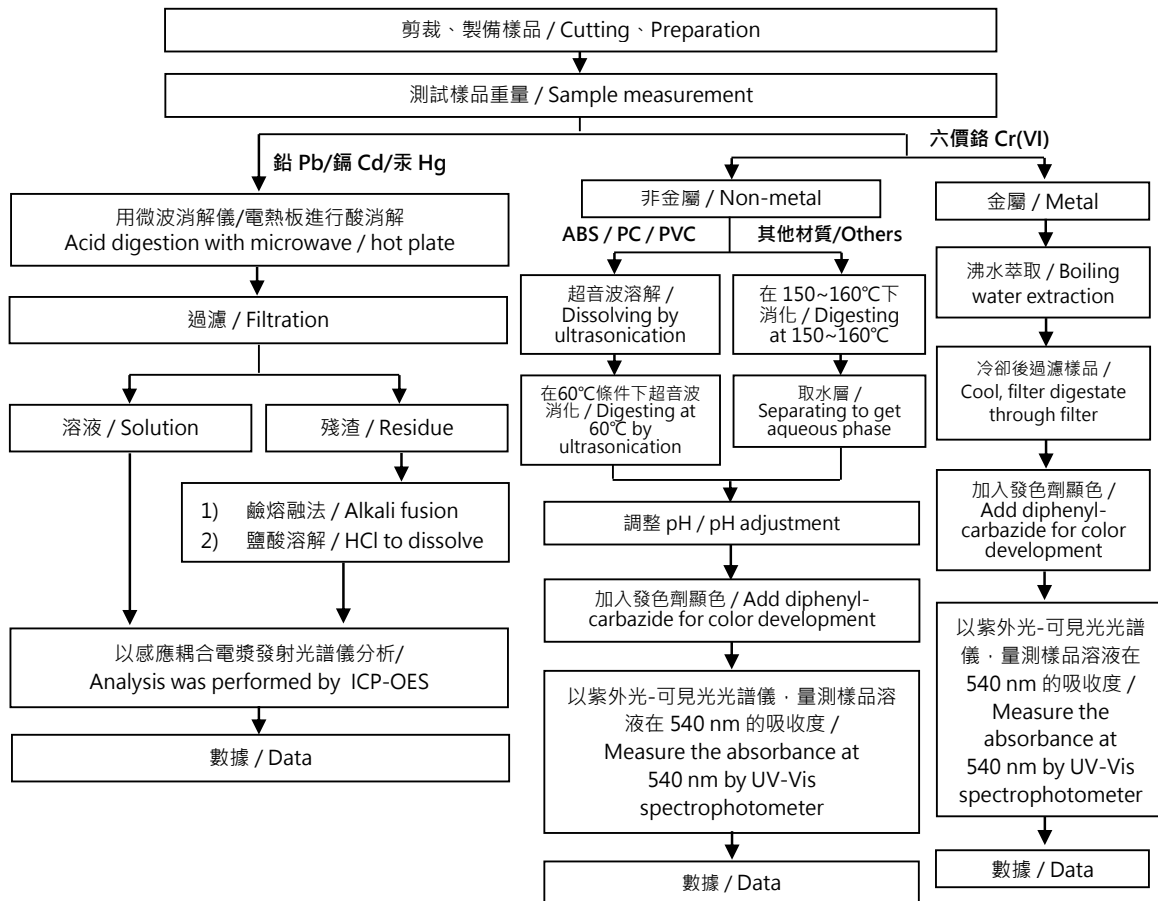 剪裁、製備樣品 / Cutting、Preparation
測試樣品重量 / Sample measurement
鉛 Pb/鎘 Cd/汞 Hg
六價鉻 Cr(VI)
用微波消解儀/電熱板進行酸消解
Acid digestion with microwave / hot plate
過濾 / Filtration
溶液 / Solution
殘渣 / Residue
1) 鹼熔融法 / Alkali fusion
2) 鹽酸溶解 / HCl to dissolve
以感應耦合電漿發射光譜儀分析/
Analysis was performed by ICP-OES
數據 / Data
非金屬 / Non-metal
ABS / PC / PVC
其他材質/Others
超音波溶解 /
Dissolving by
ultrasonication
在60℃條件下超音波
消化 / Digesting at
60℃ by
ultrasonication
在 150~160℃下
消化 / Digesting
at 150~160℃
取水層 /
Separating to get
aqueous phase
調整 pH / pH adjustment
加入發色劑顯色 / Add diphenyl-
carbazide for color development
以紫外光-可見光光譜儀，量測樣品溶
液在 540 nm 的吸收度 /
Measure the absorbance at
540 nm by UV-Vis
spectrophotometer
數據 / Data
金屬 / Metal
沸水萃取 / Boiling
water extraction
冷卻後過濾樣品 /
Cool, filter digestate
through filter
加入發色劑顯色 /
Add diphenyl-
carbazide for color
development
以紫外光-可見光光譜
儀，量測樣品溶液在
540 nm 的吸收度 /
Measure the
absorbance at
540 nm by UV-Vis
spectrophotometer
數據 / Data